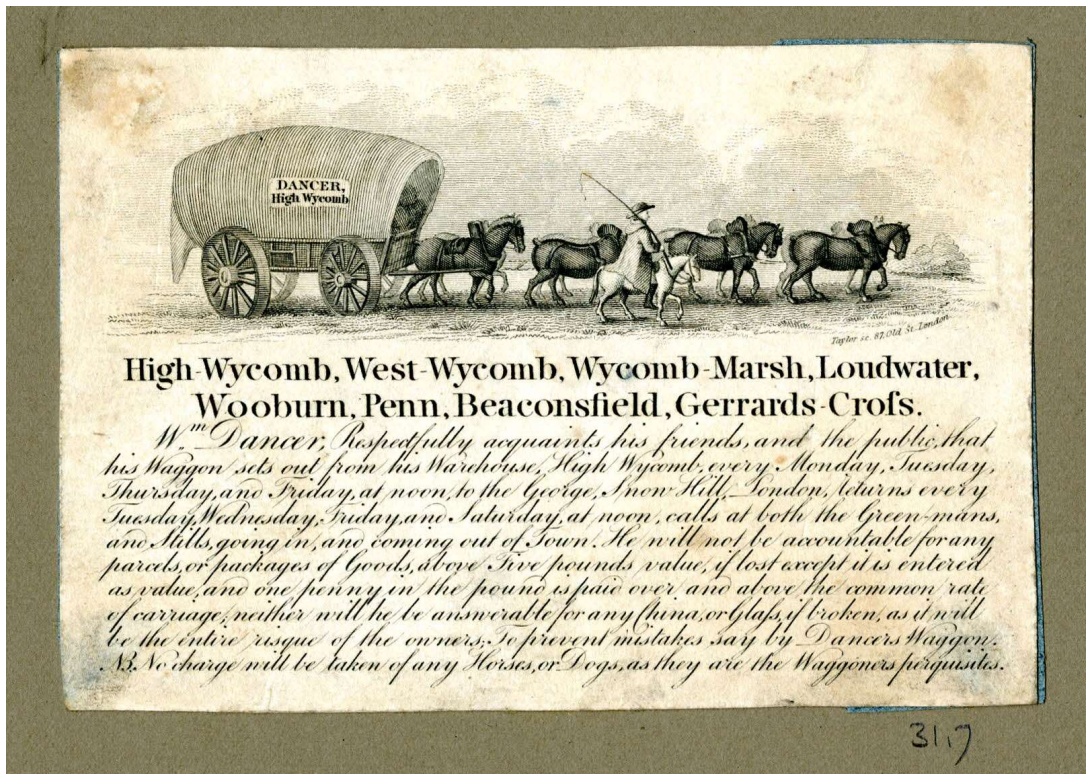 DANCER,
High Wycomb
Taylor sc. 87. Old St. London
High-Wycomb, West-Wycomb, Wycomb-Marsh, Loudwater,
Wooburn, Penn, Beaconsfield, Gerrards-Croſs.
Wm. Dancer, Respectfully acquaints his friends, and the public, that
his Waggon sets out from his Warehouse, High Wycomb, every Monday, Tuesday,
Thursday, and Friday, at noon, to the George, Snow Hill, London, returns every
Tuesday, Wednesday, Friday, and Saturday, at noon, calls at both the Green-mans,
and Mills, going in, and coming out of Town. He will not be accountable for any
parcels, or packages of Goods, above Five pounds value, if lost except it is entered
as value, and one penny in the pound is paid over and above the common rate
of carriage, neither will he be answerable for any China, or Glaſs, if broken, as it will
be the entire risque of the owners; To prevent mistakes say by Dancers Waggon.
NB. No charge will be taken of any Horses, or Dogs, as they are the Waggoners perquisites.
31,7